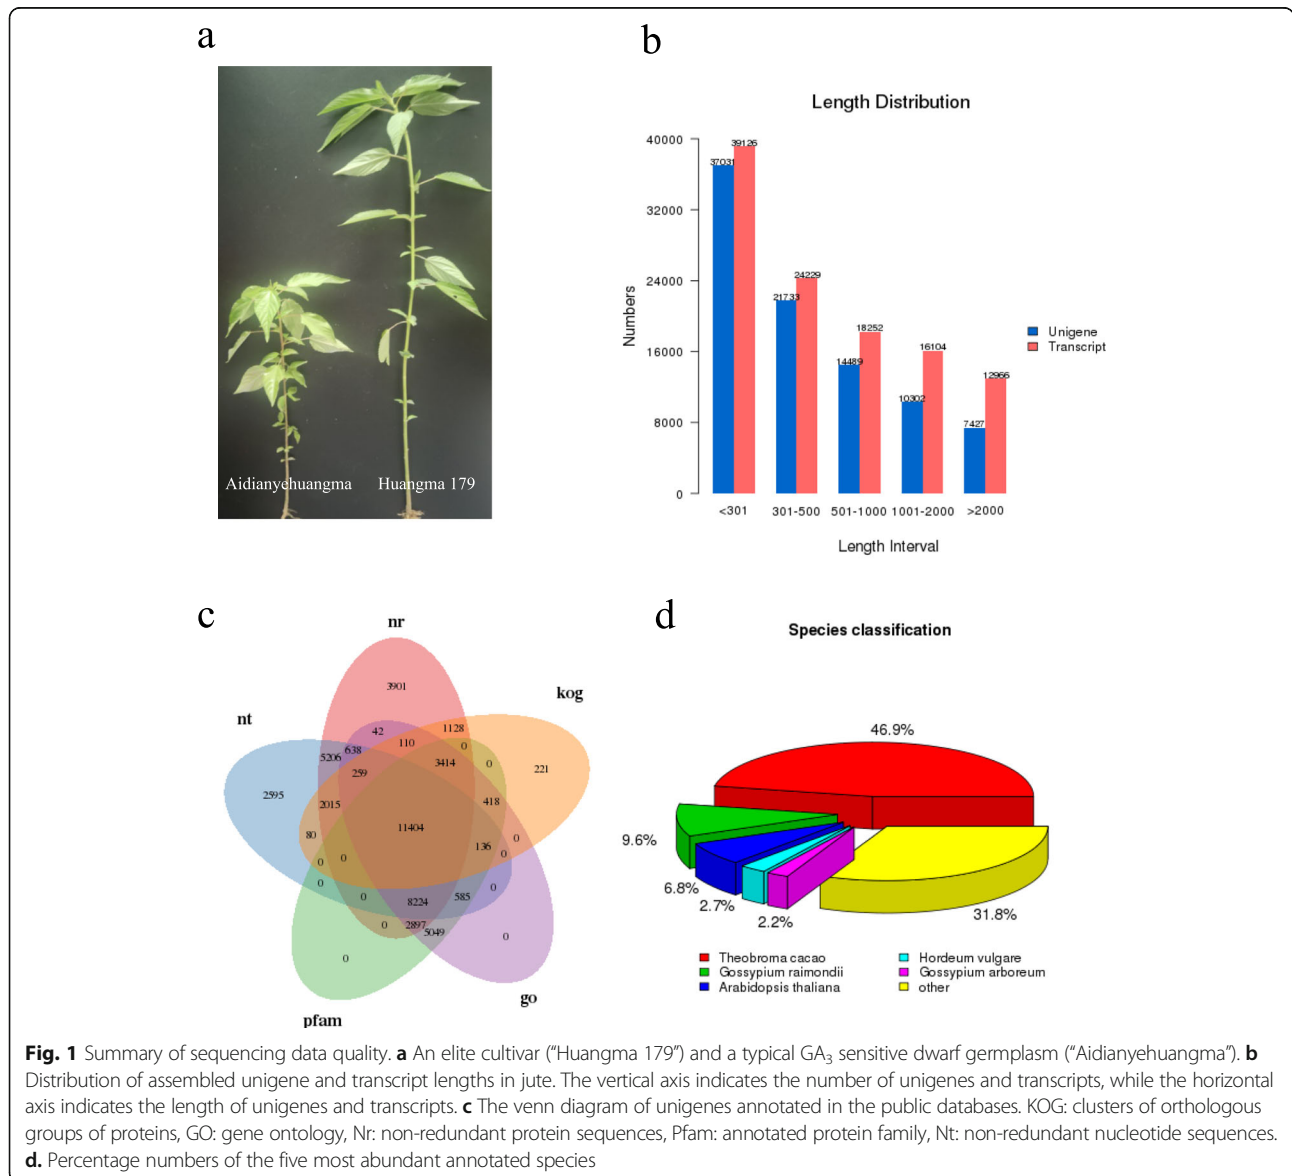 a
Aidianyehuangma
Huangma 179
b
Length Distribution
Numbers
40000
32000
24000
16000
8000
0
37031
39126
21733
24229
14489
18252
10302
16104
7427
12966
<301
301-500
501-1000
1001-2000
>2000
Length Interval
Unigene
Transcript
c
nr
kog
nt
pfam
go
3901
42
1128
110
0
5206
638
259
3414
0
221
2595
2015
418
80
11404
0
136
0
0
0
0
0
0
8224
585
0
2897
5049
0
0
d
Species classification
46.9%
9.6%
6.8%
2.7%
2.2%
31.8%
Theobroma cacao
Gossypium raimondii
Arabidopsis thaliana
Hordeum vulgare
Gossypium arboreum
other
Fig. 1 Summary of sequencing data quality. a An elite cultivar (“Huangma 179”) and a typical GA₃ sensitive dwarf germplasm (“Aidianyehuangma”). b
Distribution of assembled unigene and transcript lengths in jute. The vertical axis indicates the number of unigenes and transcripts, while the horizontal
axis indicates the length of unigenes and transcripts. c The venn diagram of unigenes annotated in the public databases. KOG: clusters of orthologous
groups of proteins, GO: gene ontology, Nr: non-redundant protein sequences, Pfam: annotated protein family, Nt: non-redundant nucleotide sequences.
d. Percentage numbers of the five most abundant annotated species